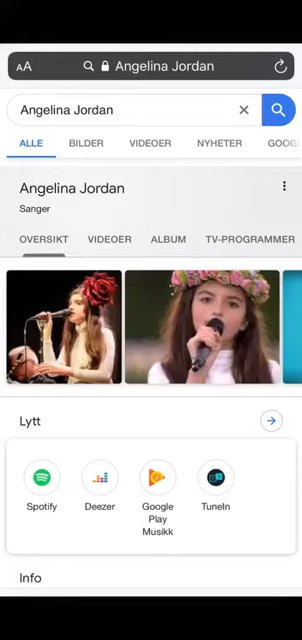 AA Angelina Jordan
Angelina Jordan
ALLE BILDER VIDEOER NYHETER GOOG
Angelina Jordan
Sanger
OVERSIKT VIDEOER ALBUM TV-PROGRAMMER
Lytt
Spotify Deezer Google Play Musikk TuneIn
Info